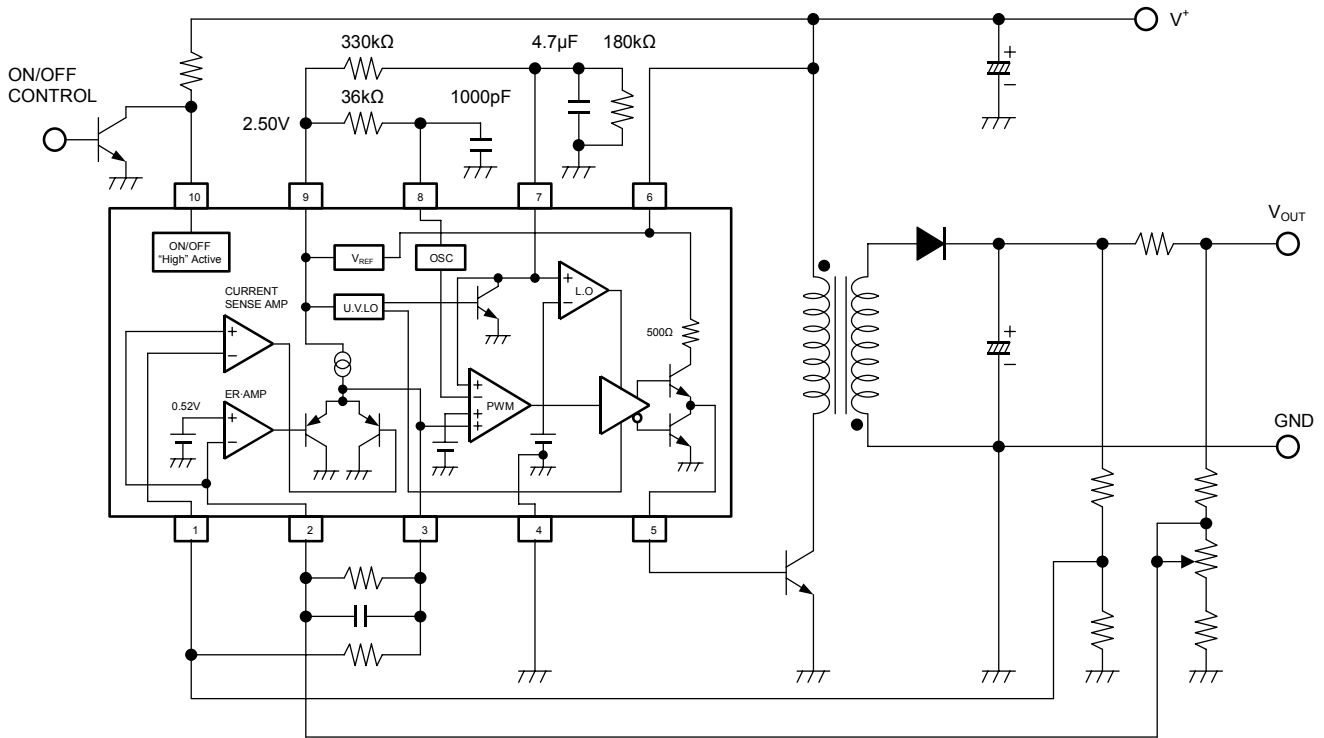 V+
330kΩ
4.7µF
180kΩ
ON/OFF
CONTROL
36kΩ
1000pF
2.50V
10
9
8
7
6
ON/OFF
"High" Active
VREF
OSC
U.V.LO
L.O
CURRENT
SENSE AMP
+
−
500Ω
ER·AMP
0.52V
+
−
PWM
+
−
+
+
+
−
1
2
3
4
5
+
−
VOUT
+
−
GND